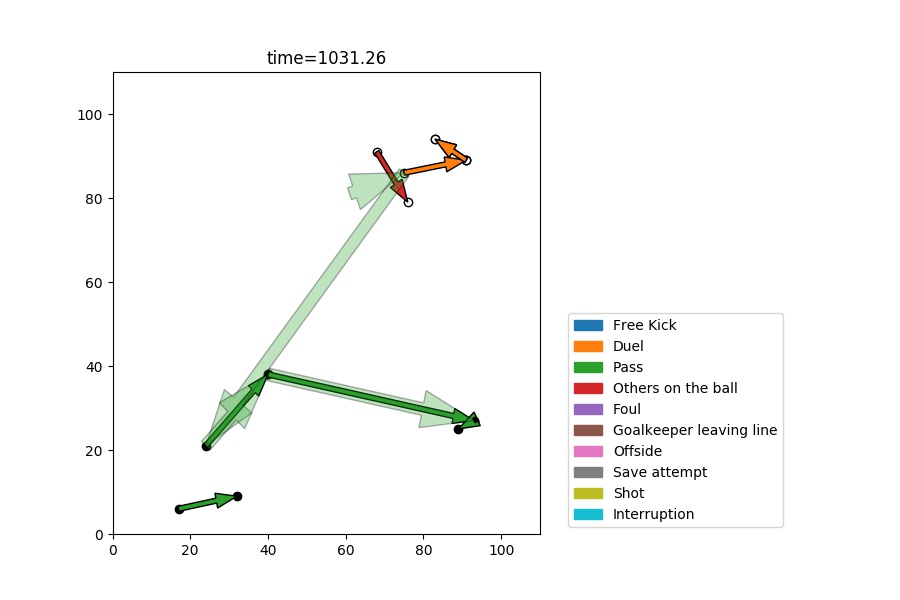 time=1031.26
100
80
60
40
20
0
0 20 40 60 80 100
Free Kick
Duel
Pass
Others on the ball
Foul
Goalkeeper leaving line
Offside
Save attempt
Shot
Interruption